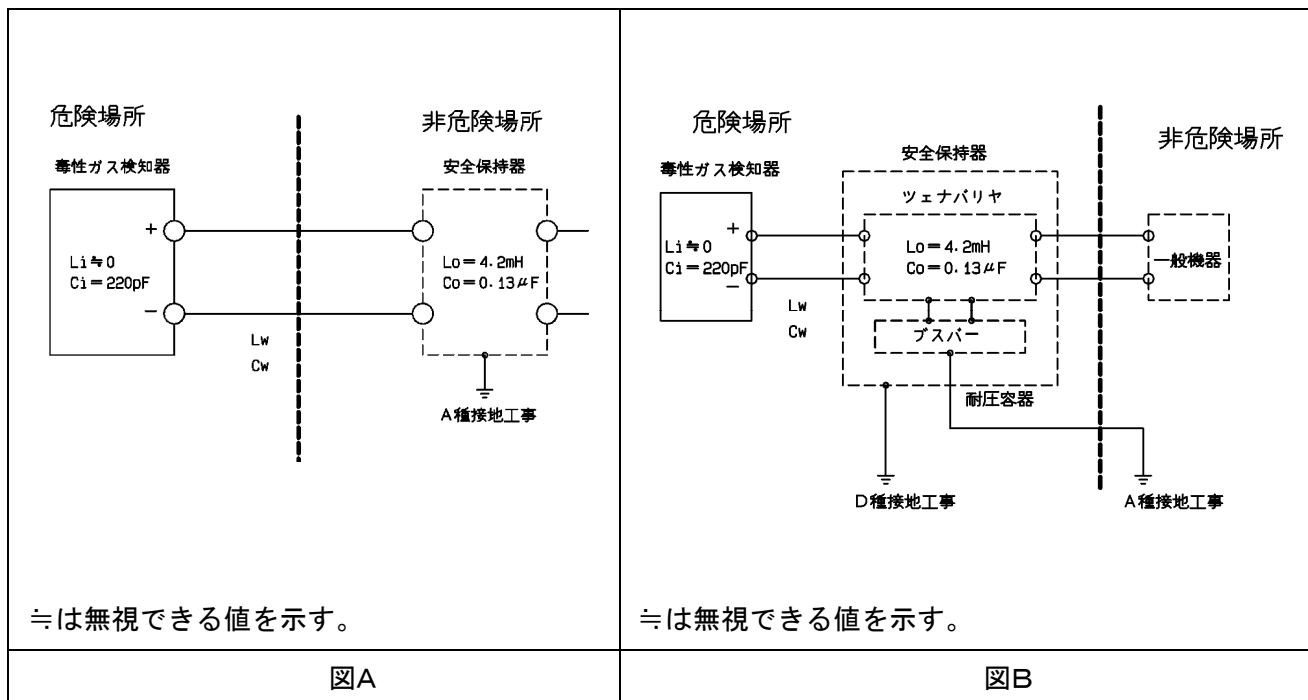 危険場所
非危険場所
毒性ガス検知器
安全保持器
+
Li≒0
Ci=220pF
−
Lo=4.2mH
Co=0.13μF
Lw
Cw
A種接地工事
≒は無視できる値を示す。
図A
危険場所
非危険場所
安全保持器
毒性ガス検知器
ツェナバリヤ
+
Li≒0
Ci=220pF
−
Lo=4.2mH
Co=0.13μF
一般機器
Lw
Cw
ブスバー
耐圧容器
D種接地工事
A種接地工事
≒は無視できる値を示す。
図B